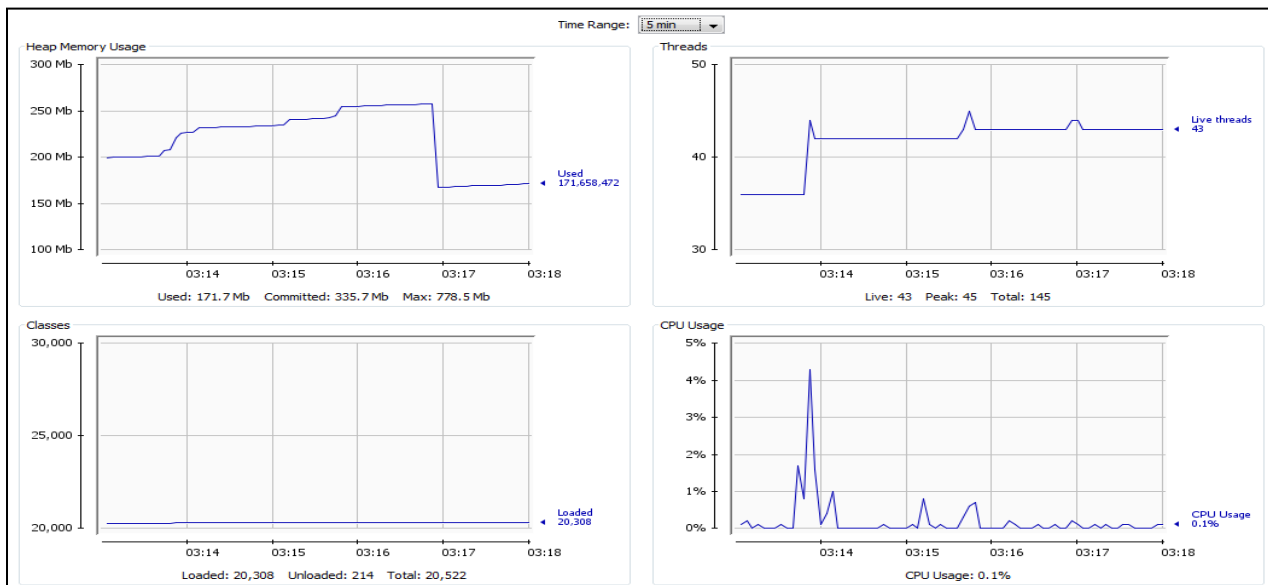 Time Range: 5 min
Heap Memory Usage
300 Mb
250 Mb
200 Mb
150 Mb
100 Mb
Used
171,658,472
03:14 03:15 03:16 03:17 03:18
Used: 171.7 Mb Committed: 335.7 Mb Max: 778.5 Mb
Threads
50
40
30
Live threads
43
03:14 03:15 03:16 03:17 03:18
Live: 43 Peak: 45 Total: 145
Classes
30,000
25,000
20,000
Loaded
20,308
03:14 03:15 03:16 03:17 03:18
Loaded: 20,308 Unloaded: 214 Total: 20,522
CPU Usage
5%
4%
3%
2%
1%
0%
CPU Usage
0.1%
03:14 03:15 03:16 03:17 03:18
CPU Usage: 0.1%